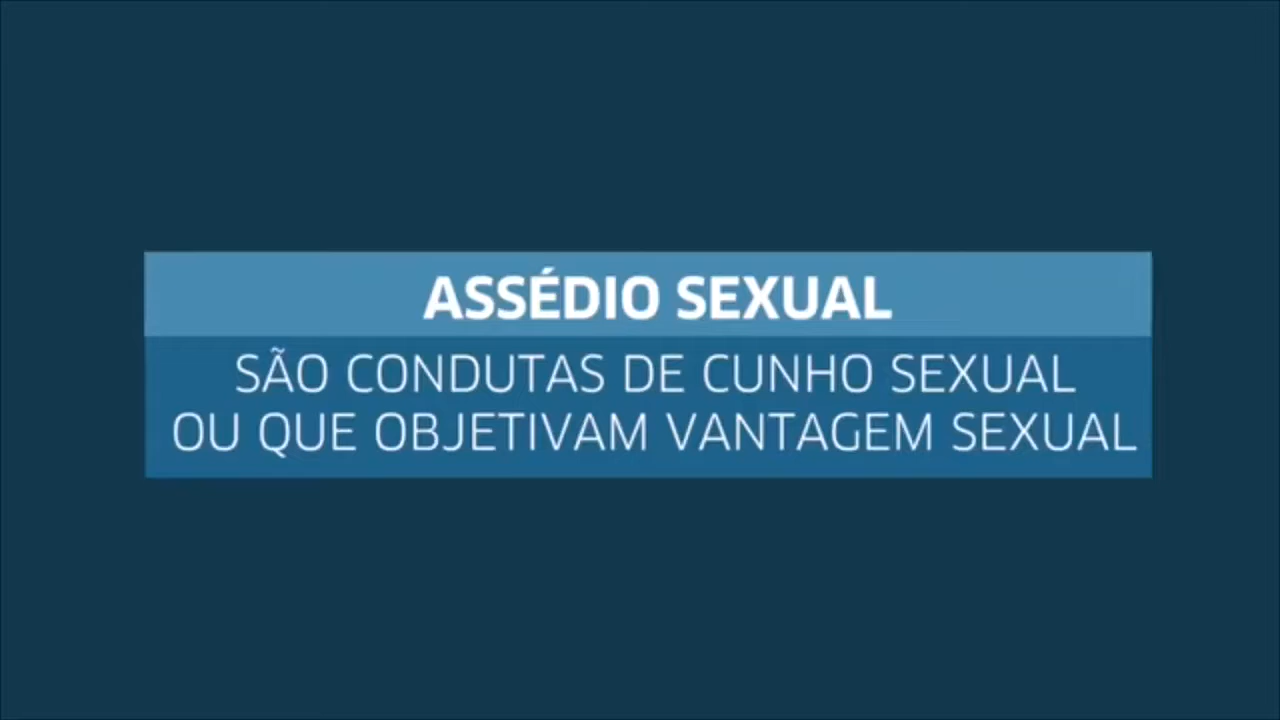 ASSÉDIO SEXUAL
SÃO CONDUTAS DE CUNHO SEXUAL
OU QUE OBJETIVAM VANTAGEM SEXUAL